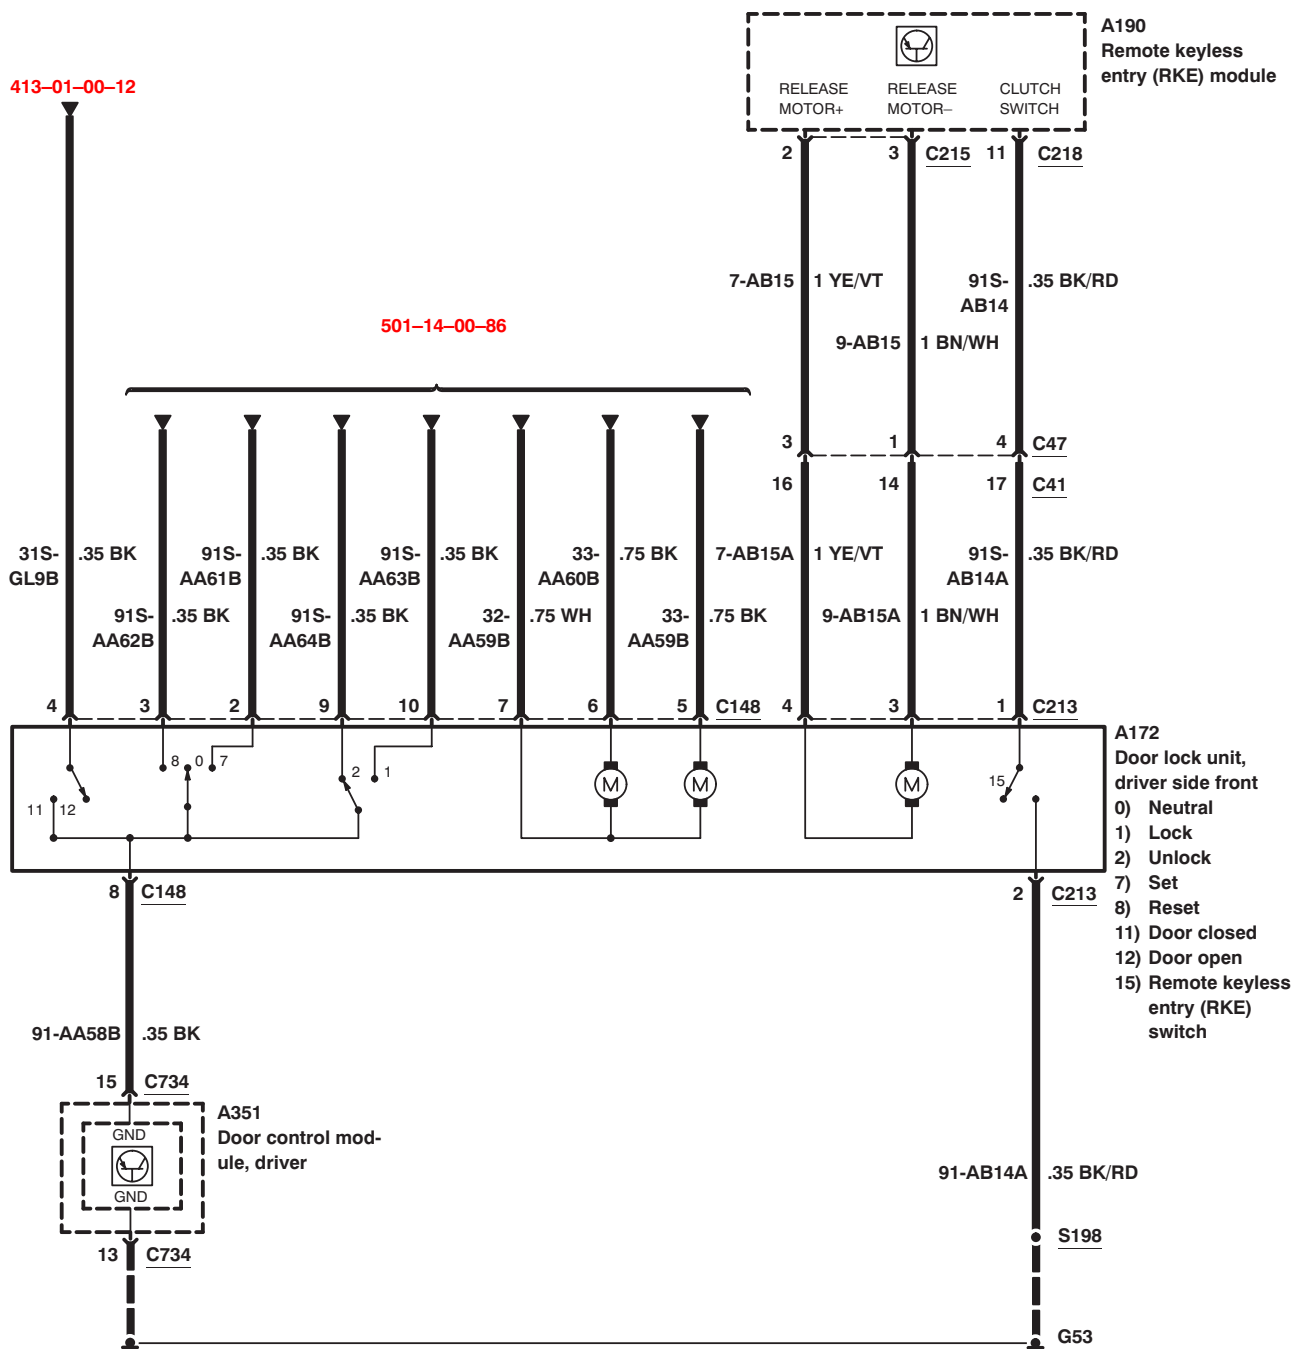 A190
Remote keyless
entry (RKE) module
RELEASE MOTOR+
RELEASE MOTOR–
CLUTCH SWITCH
413–01–00–12
2
3
C215
11
C218
7-AB15
1 YE/VT
91S-AB14
.35 BK/RD
9-AB15
1 BN/WH
501–14–00–86
3
1
4
C47
16
14
17
C41
31S-GL9B
.35 BK
91S-AA61B
.35 BK
91S-AA63B
.35 BK
33-AA60B
.75 BK
7-AB15A
1 YE/VT
91S-AB14A
.35 BK/RD
91S-AA62B
.35 BK
91S-AA64B
.35 BK
32-AA59B
.75 WH
33-AA59B
.75 BK
9-AB15A
1 BN/WH
4
3
2
9
10
7
6
5
C148
4
3
1
C213
8
0
7
2
1
M
M
M
15
11
12
A172
Door lock unit,
driver side front
0) Neutral
1) Lock
2) Unlock
7) Set
8) Reset
11) Door closed
12) Door open
15) Remote keyless
entry (RKE)
switch
8
C148
2
C213
91-AA58B
.35 BK
15
C734
A351
Door control mod-
ule, driver
GND
GND
13
C734
91-AB14A
.35 BK/RD
S198
G53